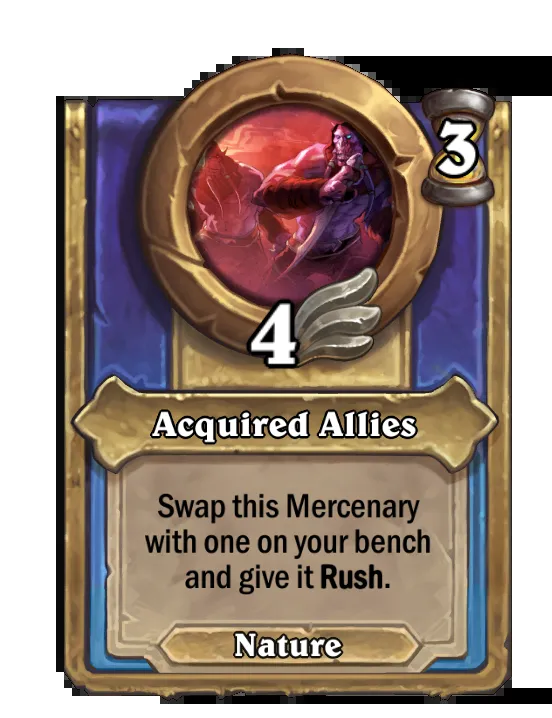 3
4
Acquired Allies
Swap this Mercenary
with one on your bench
and give it Rush.
Nature